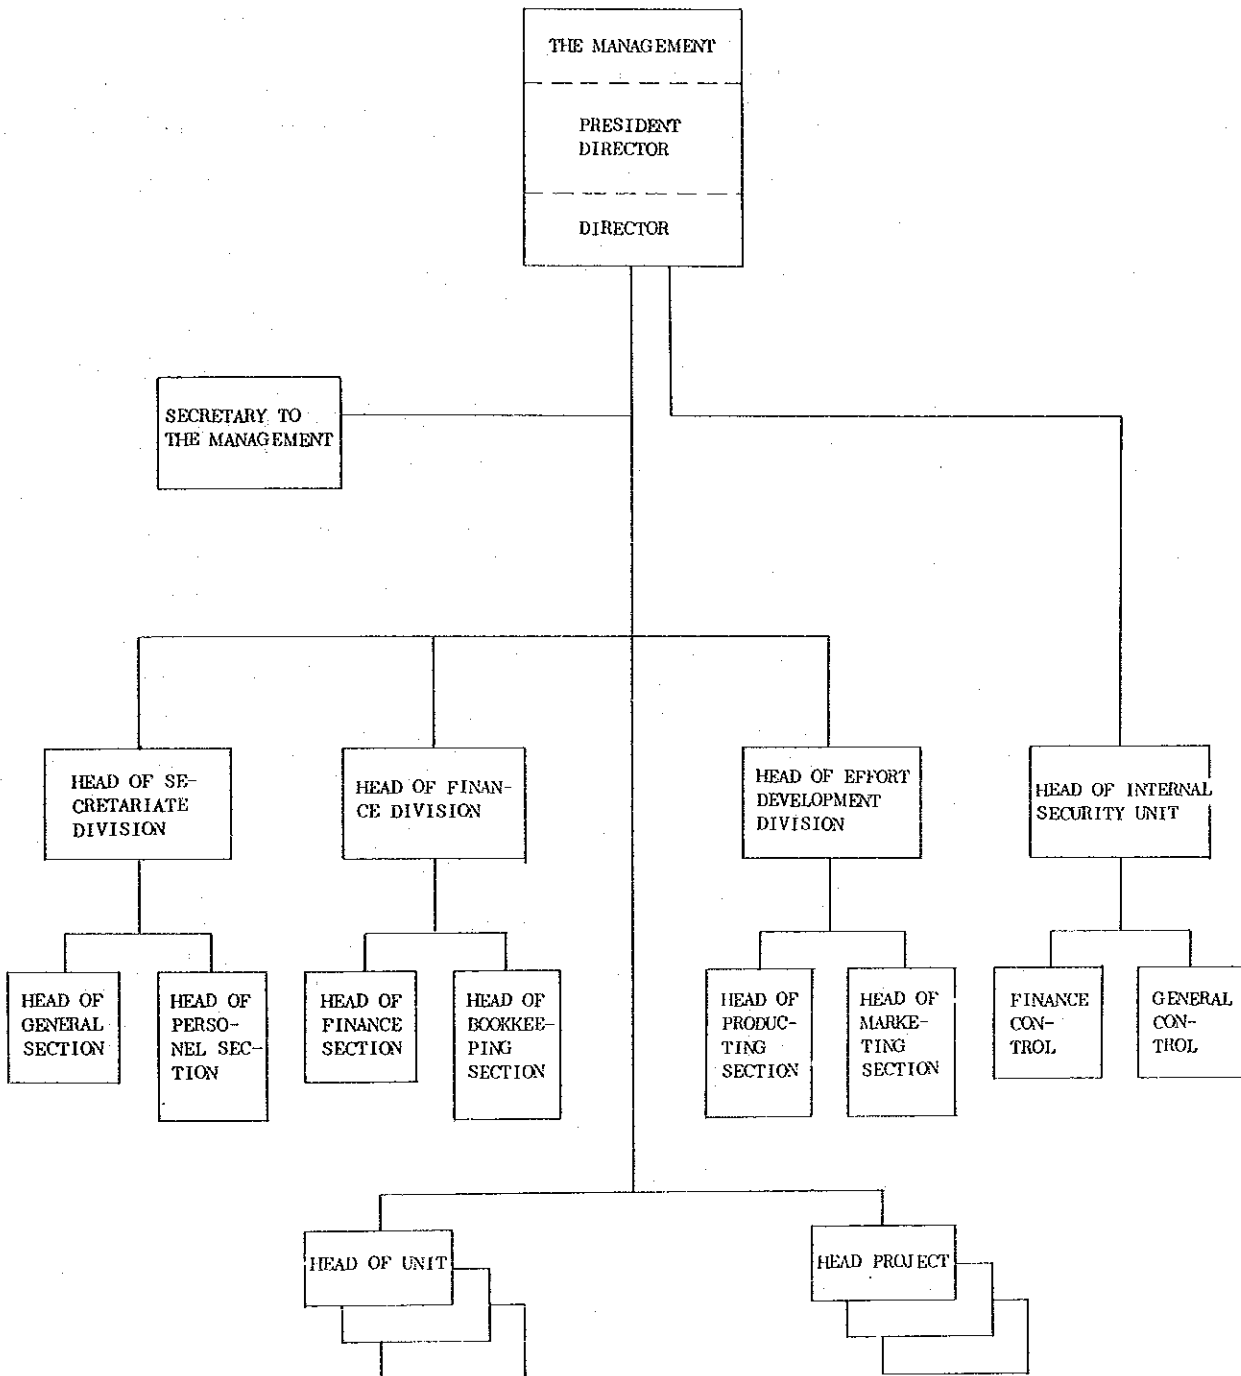 THE MANAGEMENT
PRESIDENT
DIRECTOR
DIRECTOR
SECRETARY TO
THE MANAGEMENT
HEAD OF SE-
CRETARIATE
DIVISION
HEAD OF FINAN-
CE DIVISION
HEAD OF EFFORT
DEVELOPMENT
DIVISION
HEAD OF INTERNAL
SECURITY UNIT
HEAD OF
GENERAL
SECTION
HEAD OF
PERSO-
NEL SEC-
TION
HEAD OF
FINANCE
SECTION
HEAD OF
BOOKKEE-
PING
SECTION
HEAD OF
PRODUC-
TING
SECTION
HEAD OF
MARKE-
TING
SECTION
FINANCE
CON-
TROL
GENERAL
CON-
TROL
HEAD OF UNIT
HEAD PROJECT